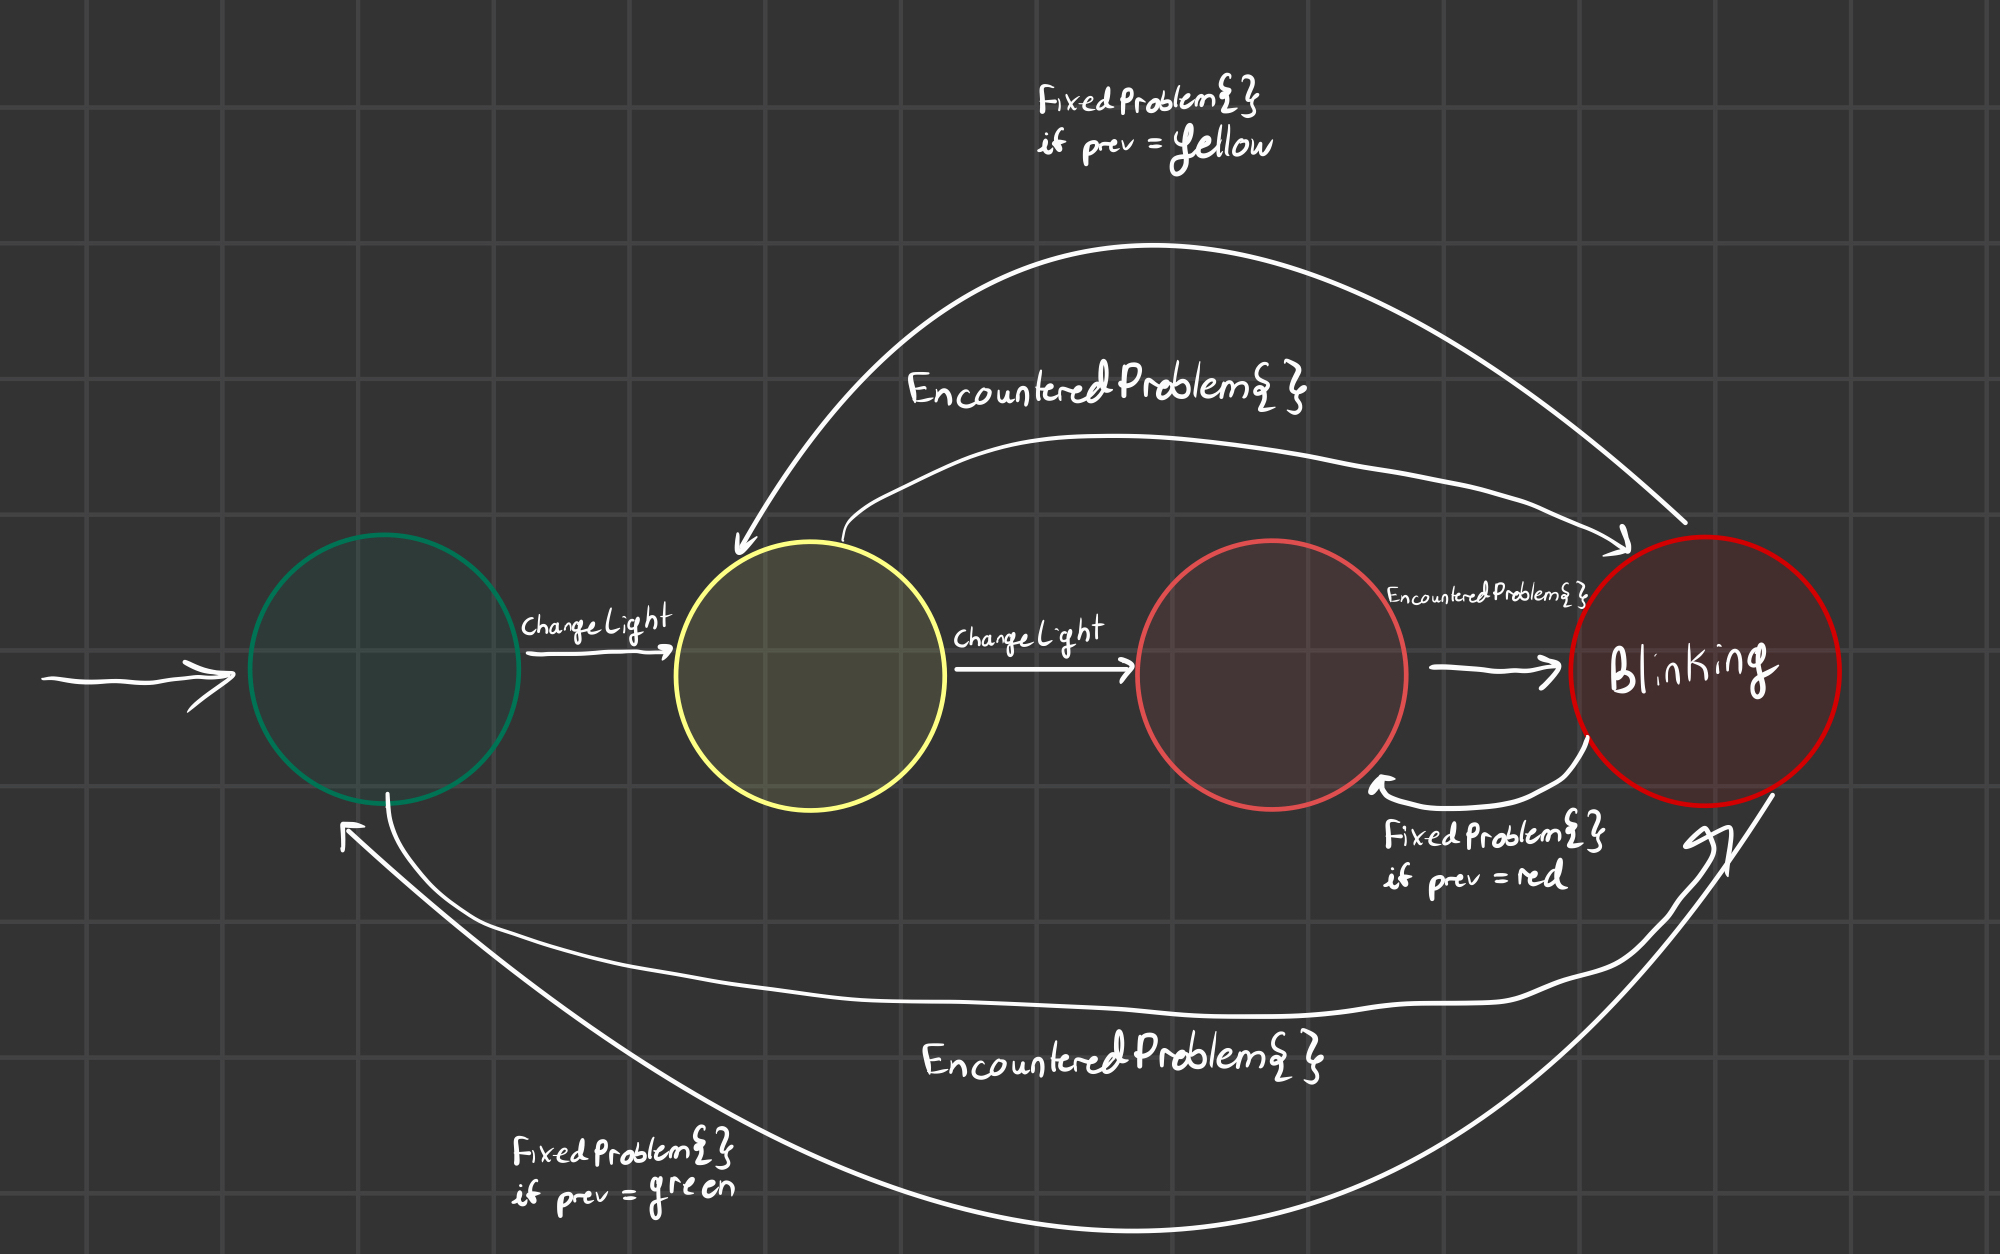 FixedProblem{}
if prev = yellow
EncounteredProblem{}
ChangeLight
ChangeLight
EncounteredProblem{}
Blinking
FixedProblem{}
if prev = red
EncounteredProblem{}
FixedProblem{}
if prev = green